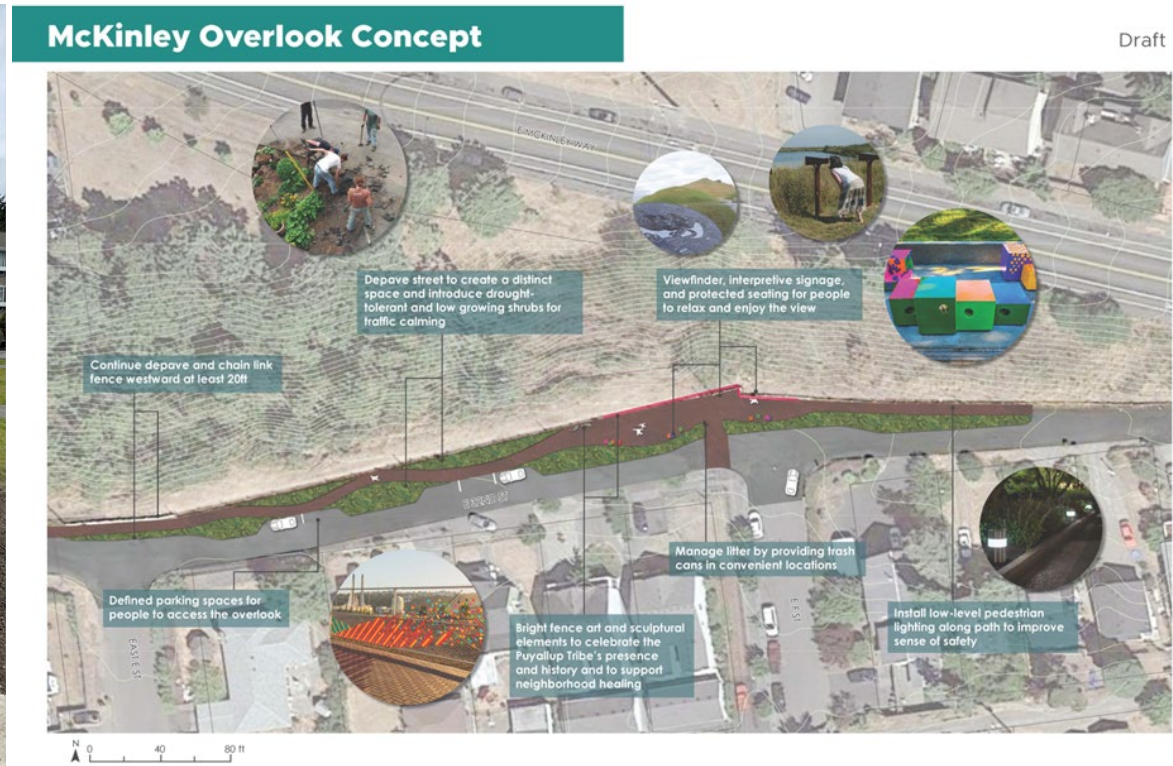 McKinley Overlook Concept
Draft
E MCKINLEY WAY
Depave street to create a distinct
space and introduce drought-
tolerant and low growing shrubs for
traffic calming
Viewfinder, interpretive signage,
and protected seating for people
to relax and enjoy the view
Continue depave and chain link
fence westward at least 20ft
E 32ND ST
Manage litter by providing trash
cans in convenient locations
Defined parking spaces for
people to access the overlook
Bright fence art and sculptural
elements to celebrate the
Puyallup Tribe's presence
and history and to support
neighborhood healing
Install low-level pedestrian
lighting along path to improve
sense of safety
EAST E ST
E F ST
N
0
40
80 ft